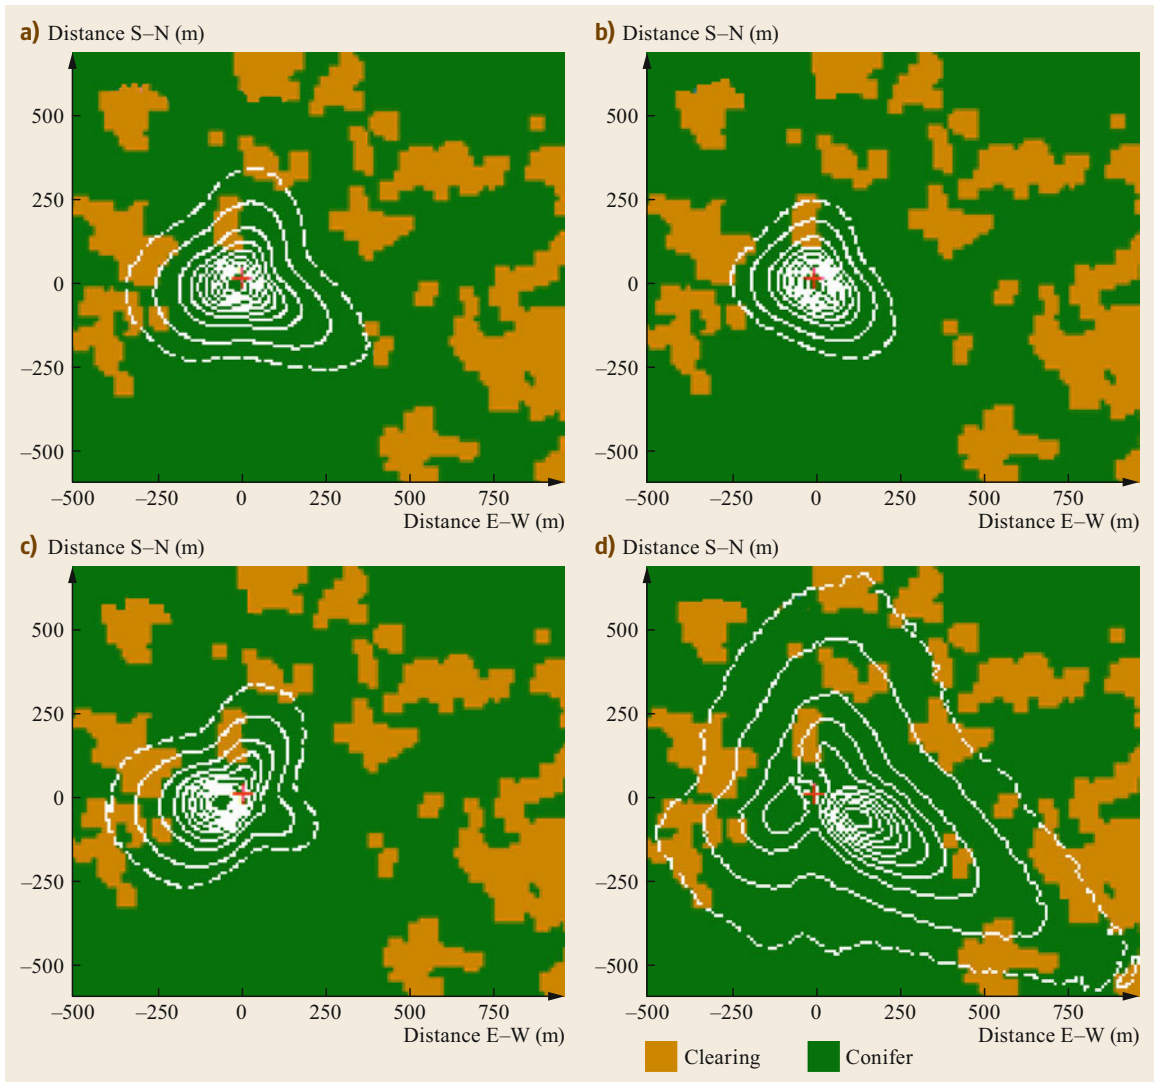 a) Distance S–N (m)
500
250
0
–250
–500
–500 –250 0 250 500 750
Distance E–W (m)
b) Distance S–N (m)
500
250
0
–250
–500
–500 –250 0 250 500 750
Distance E–W (m)
c) Distance S–N (m)
500
250
0
–250
–500
–500 –250 0 250 500 750
Distance E–W (m)
d) Distance S–N (m)
500
250
0
–250
–500
–500 –250 0 250 500 750
Distance E–W (m)
Clearing Conifer